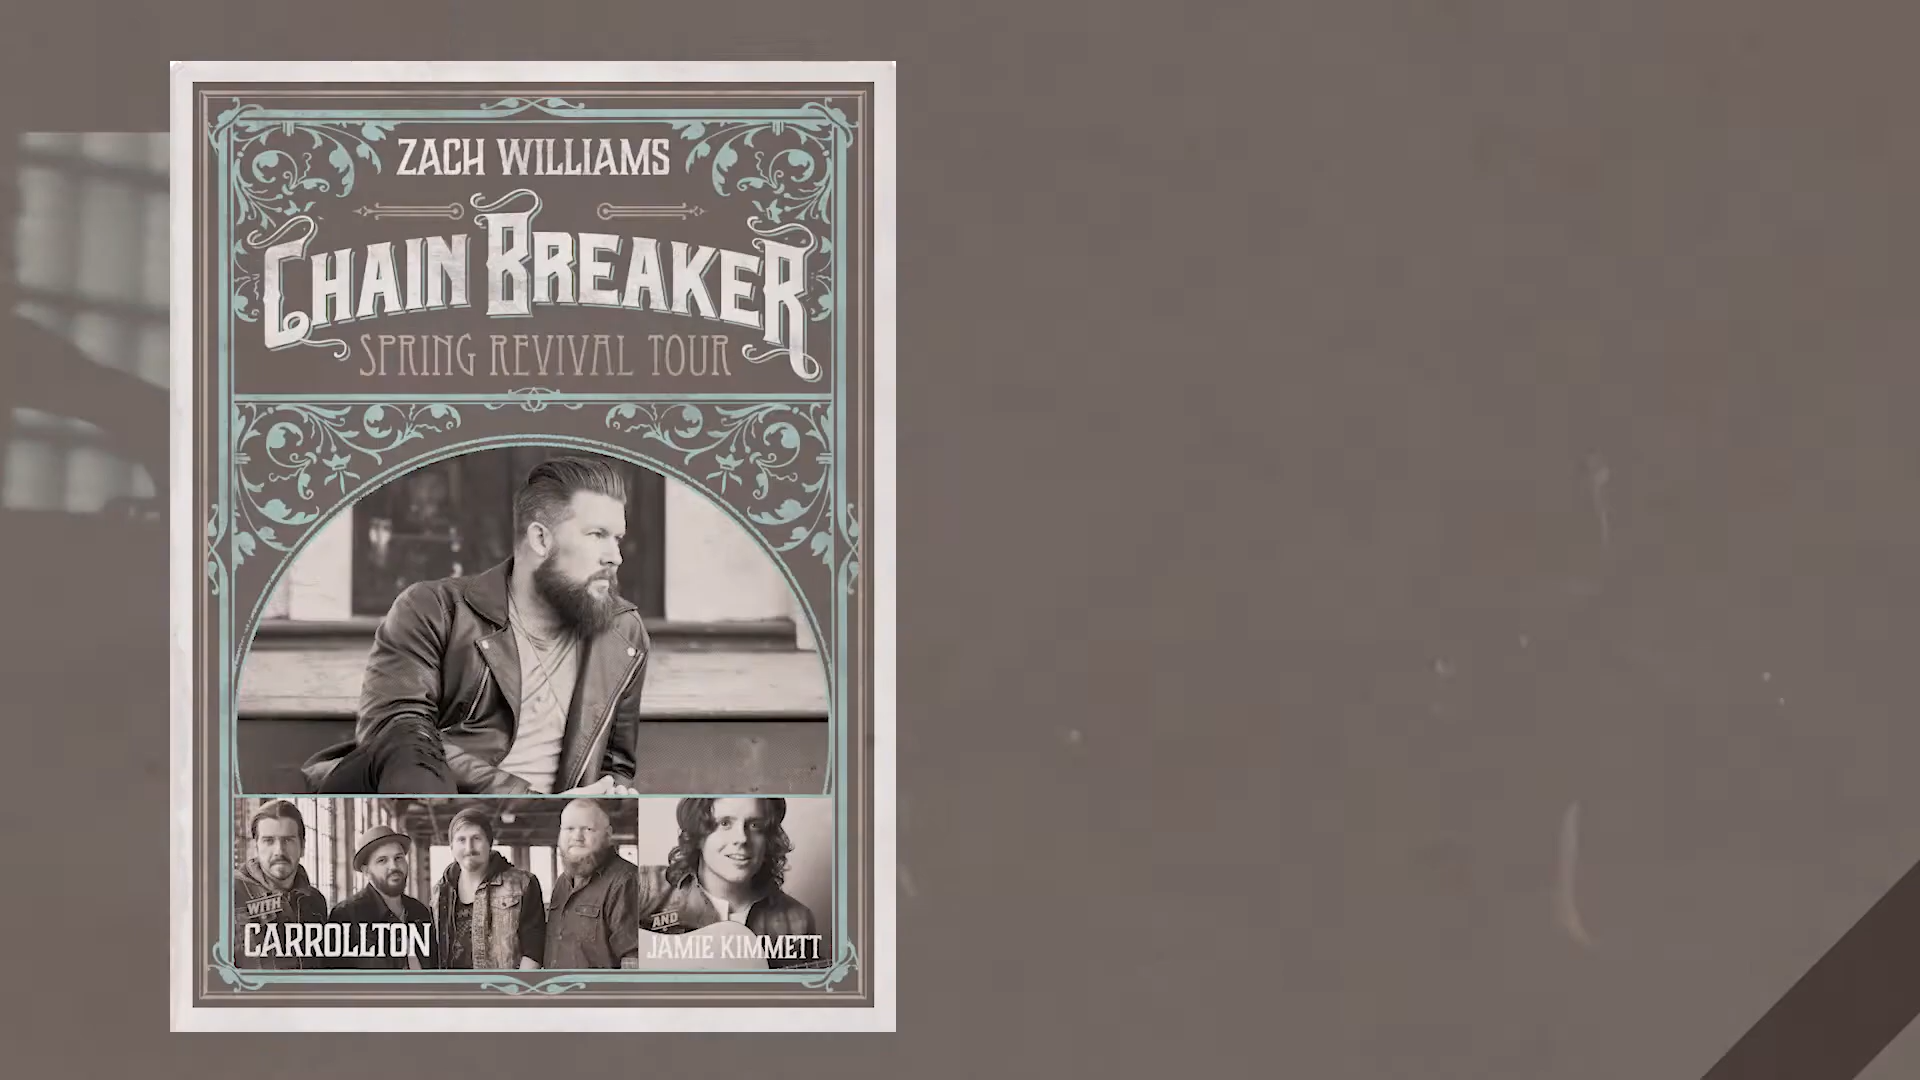 ZACH WILLIAMS
CHAIN BREAKER
SPRING REVIVAL TOUR
WITH
CARROLLTON
AND
JAMIE KIMMETT